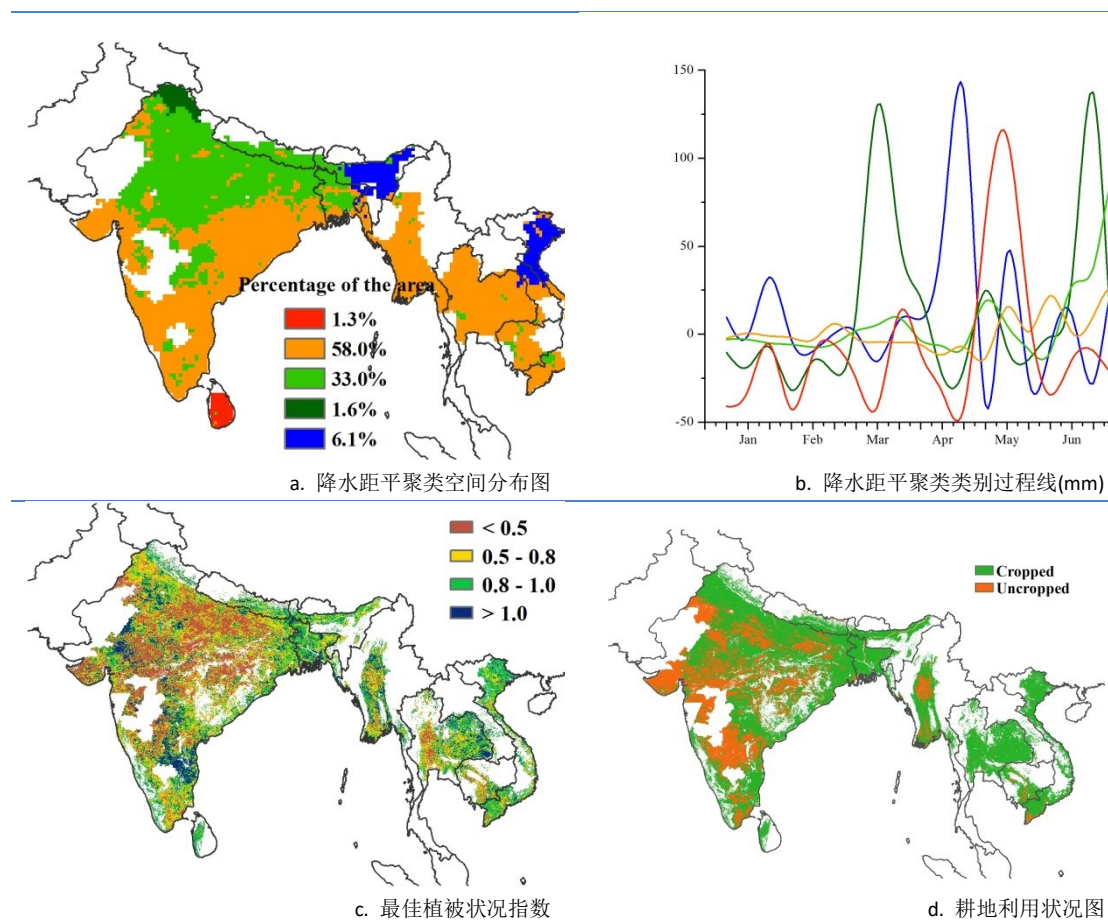 Percentage of the area
1.3%
58.0%
33.0%
1.6%
6.1%
a. 降水距平聚类空间分布图
150
100
50
0
-50
Jan Feb Mar Apr May Jun
b. 降水距平聚类类别过程线(mm)
< 0.5
0.5 - 0.8
0.8 - 1.0
> 1.0
c. 最佳植被状况指数
Cropped
Uncropped
d. 耕地利用状况图